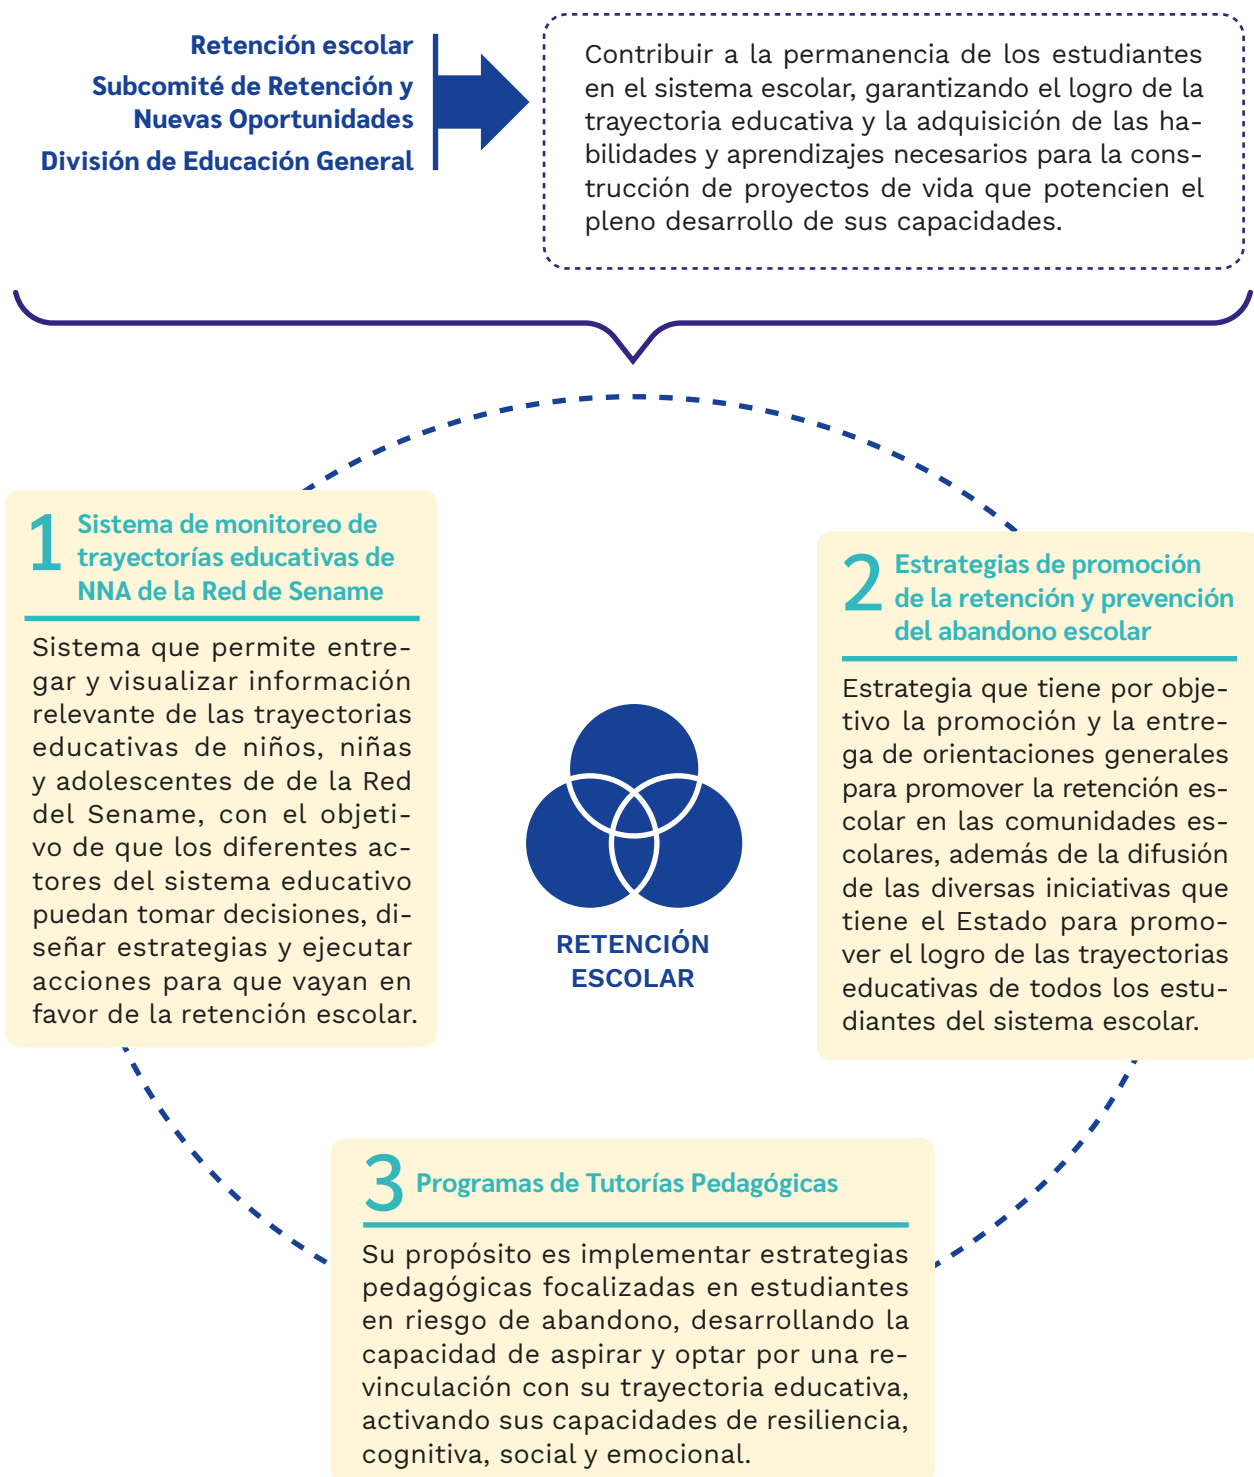 Retención escolar
Subcomité de Retención y
Nuevas Oportunidades
División de Educación General
Contribuir a la permanencia de los estudiantes
en el sistema escolar, garantizando el logro de la
trayectoria educativa y la adquisición de las ha-
bilidades y aprendizajes necesarios para la cons-
trucción de proyectos de vida que potencien el
pleno desarrollo de sus capacidades.
1 Sistema de monitoreo de
trayectorías educativas de
NNA de la Red de Sename
Sistema que permite entre-
gar y visualizar información
relevante de las trayectorias
educativas de niños, niñas
y adolescentes de de la Red
del Sename, con el objeti-
vo de que los diferentes ac-
tores del sistema educativo
puedan tomar decisiones, di-
señar estrategias y ejecutar
acciones para que vayan en
favor de la retención escolar.
2 Estrategias de promoción
de la retención y prevención
del abandono escolar
Estrategia que tiene por obje-
tivo la promoción y la entre-
ga de orientaciones generales
para promover la retención es-
colar en las comunidades es-
colares, además de la difusión
de las diversas iniciativas que
tiene el Estado para promo-
ver el logro de las trayectorias
educativas de todos los estu-
diantes del sistema escolar.
RETENCIÓN
ESCOLAR
3 Programas de Tutorías Pedagógicas
Su propósito es implementar estrategias
pedagógicas focalizadas en estudiantes
en riesgo de abandono, desarrollando la
capacidad de aspirar y optar por una re-
vinculación con su trayectoria educativa,
activando sus capacidades de resiliencia,
cognitiva, social y emocional.